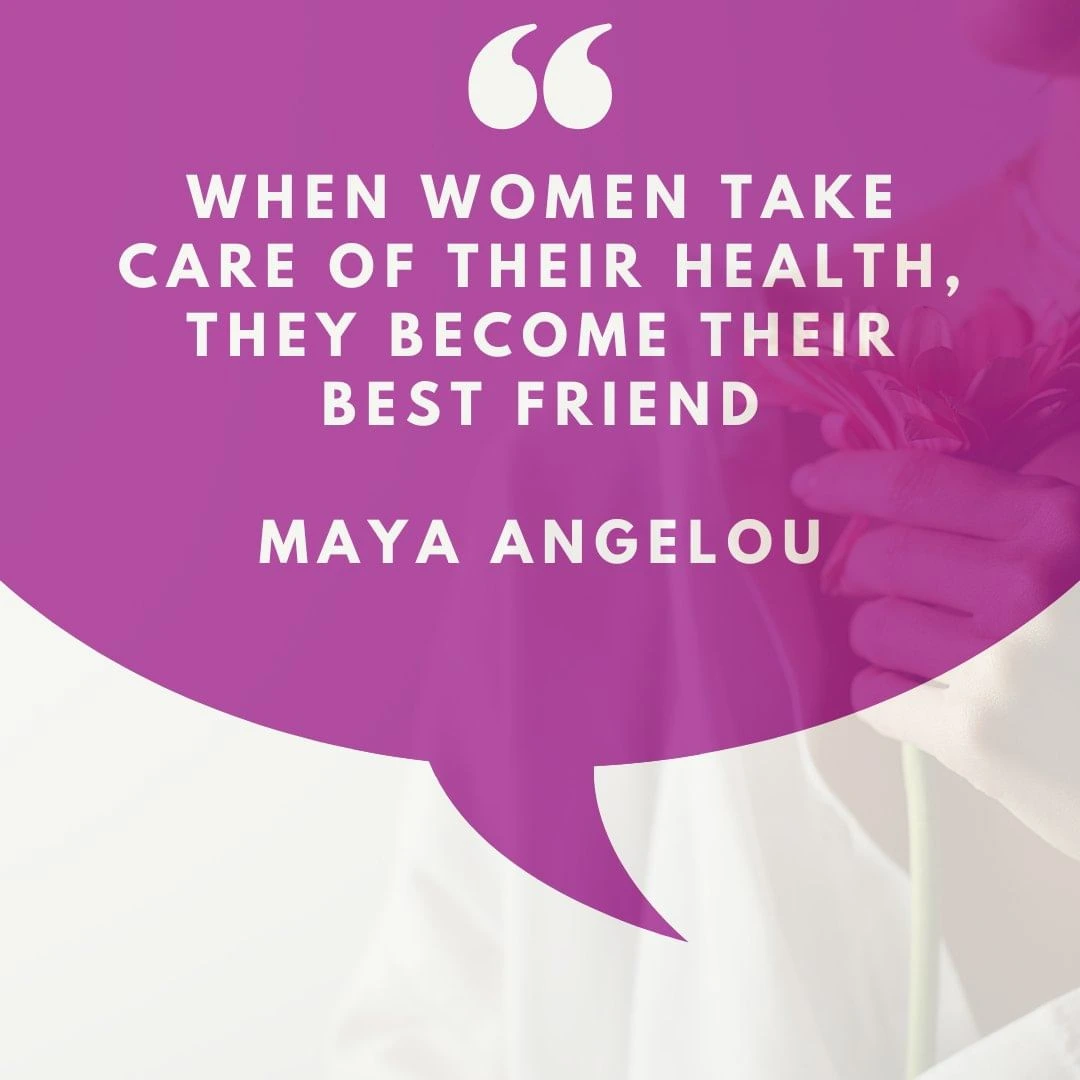 “
WHEN WOMEN TAKE
CARE OF THEIR HEALTH,
THEY BECOME THEIR
BEST FRIEND
MAYA ANGELOU